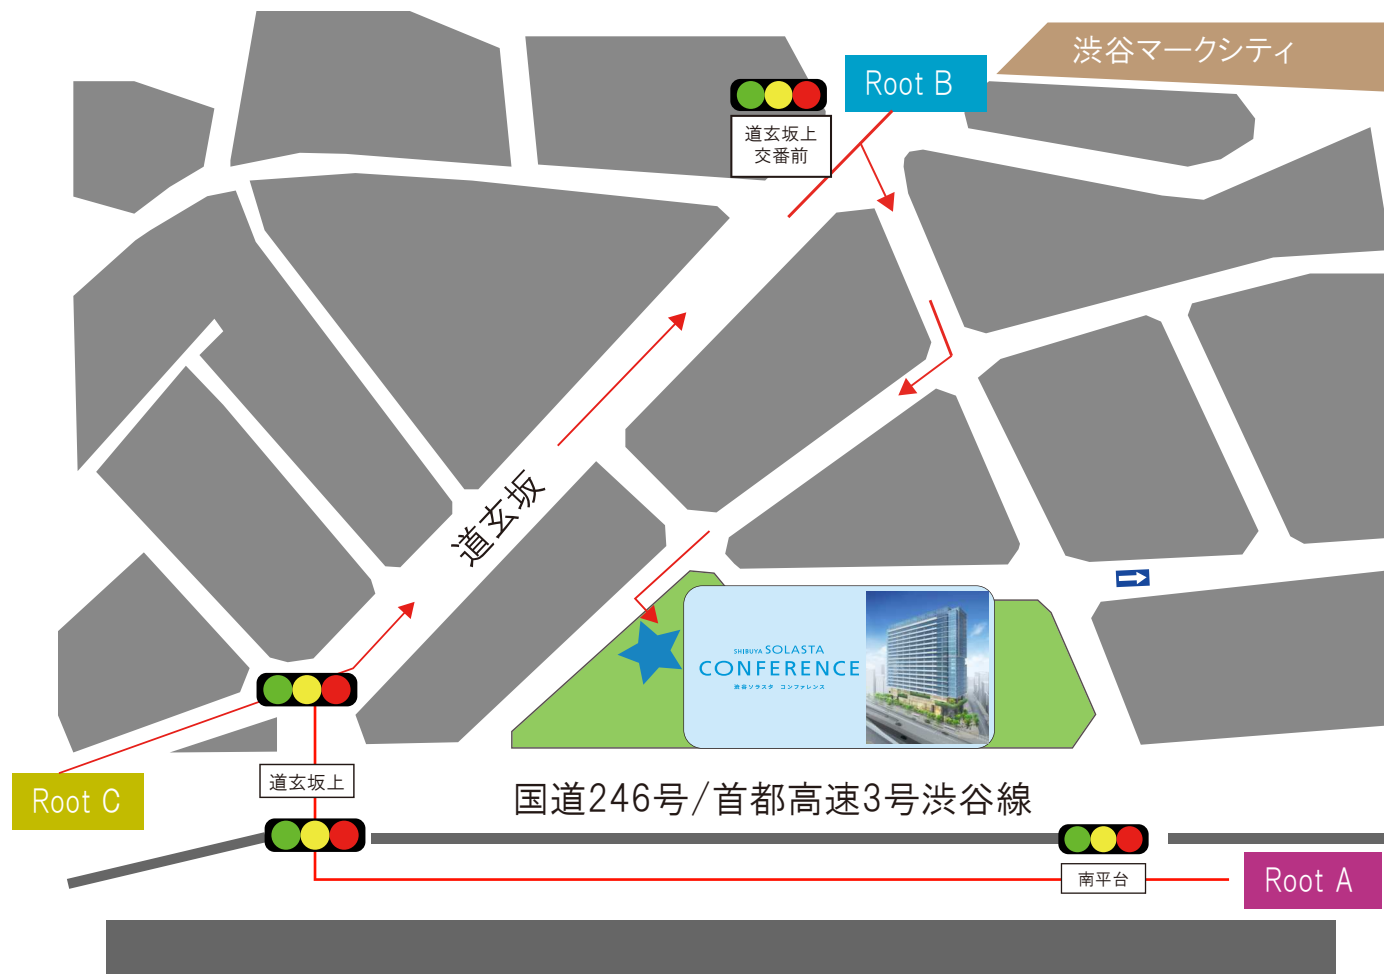 渋谷マークシティ
Root B
道玄坂上
交番前
道玄坂
SHIBUYA SOLASTA
CONFERENCE
渋谷ソラスタ コンファレンス
Root C
道玄坂上
国道246号/首都高速3号渋谷線
南平台
Root A